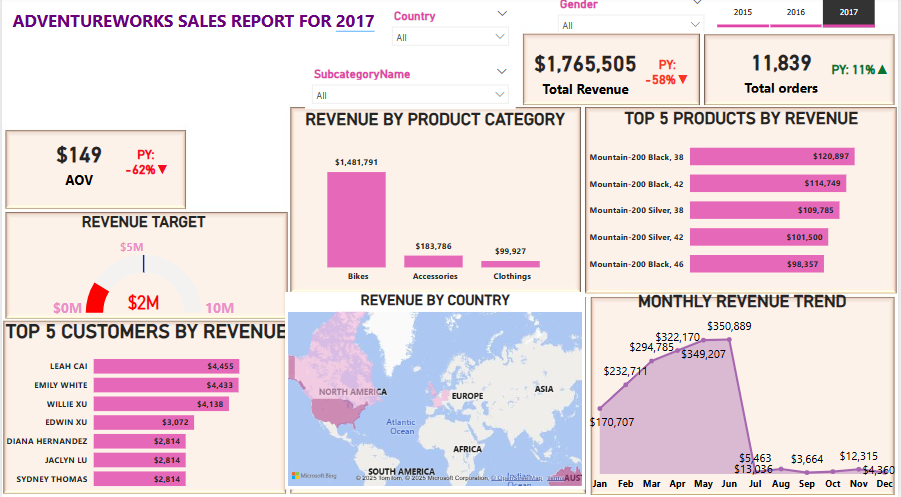 ADVENTUREWORKS SALES REPORT FOR 2017
Country
All
Gender
All
2015
2016
2017
SubcategoryName
All
$1,765,505
Total Revenue
PY:
-58%▼
11,839
Total orders
PY: 11%▲
$149
AOV
PY:
-62%▼
REVENUE TARGET
$5M
$0M
$2M
10M
REVENUE BY PRODUCT CATEGORY
$1,481,791
$183,786
$99,927
Bikes
Accessories
Clothings
TOP 5 PRODUCTS BY REVENUE
Mountain-200 Black, 38
$120,897
Mountain-200 Black, 42
$114,749
Mountain-200 Silver, 38
$109,785
Mountain-200 Silver, 42
$101,500
Mountain-200 Black, 46
$98,357
TOP 5 CUSTOMERS BY REVENUE
LEAH CAI
$4,455
EMILY WHITE
$4,433
WILLIE XU
$4,138
EDWIN XU
$3,072
DIANA HERNANDEZ
$2,814
JACLYN LU
$2,814
SYDNEY THOMAS
$2,814
REVENUE BY COUNTRY
NORTH AMERICA
EUROPE
ASIA
Atlantic
Ocean
AFRICA
SOUTH AMERICA
Indian
Ocean
AUST
Microsoft Bing
© 2025 TomTom, © 2025 Microsoft Corporation, © OpenStreetMap
MONTHLY REVENUE TREND
$170,707
$232,711
$294,785
$322,170
$349,207
$350,889
$5,463
$13,036
$3,664
$12,315
$4,360
Jan
Feb
Mar
Apr
May
Jun
Jul
Aug
Sep
Oct
Nov
Dec